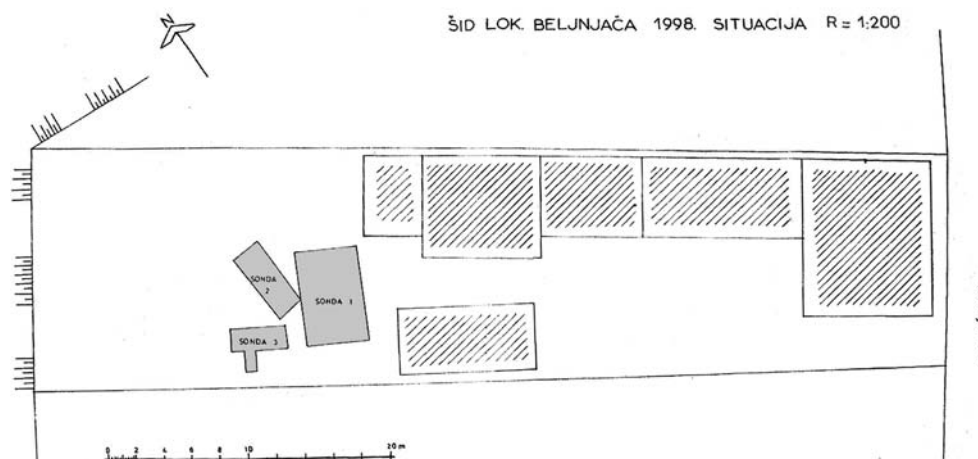 N
ŠID LOK. BELJNJAČA 1998. SITUACIJA R = 1:200
SONDA
2
SONDA 1
SONDA 3
0 2 4 6 8 10 20 m